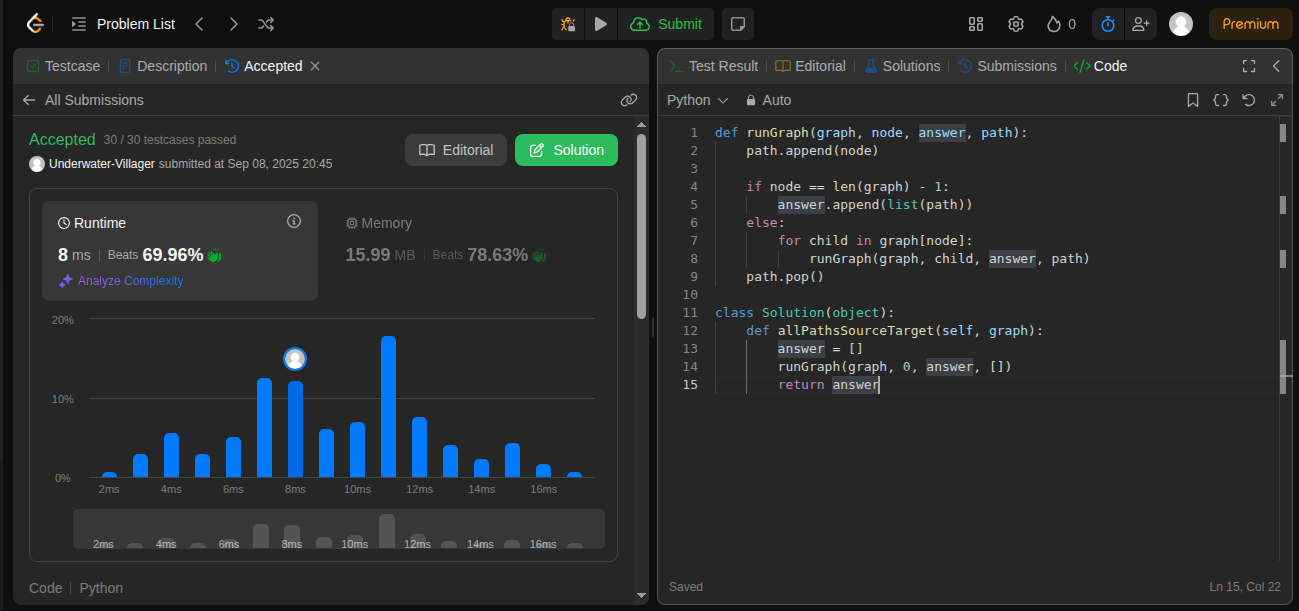 Problem List
Submit
0
Premium
Testcase
Description
Accepted
All Submissions
Accepted 30 / 30 testcases passed
Underwater-Villager submitted at Sep 08, 2025 20:45
Editorial
Solution
Runtime
8 ms Beats 69.96%
Analyze Complexity
Memory
15.99 MB Beats 78.63%
20%
10%
0%
2ms 4ms 6ms 8ms 10ms 12ms 14ms 16ms
2ms 4ms 6ms 8ms 10ms 12ms 14ms 16ms
Code Python
Test Result
Editorial
Solutions
Submissions
</> Code
Python
Auto
1 def runGraph(graph, node, answer, path):
2     path.append(node)
3
4     if node == len(graph) - 1:
5         answer.append(list(path))
6     else:
7         for child in graph[node]:
8             runGraph(graph, child, answer, path)
9     path.pop()
10
11 class Solution(object):
12     def allPathsSourceTarget(self, graph):
13         answer = []
14         runGraph(graph, 0, answer, [])
15         return answer
Saved
Ln 15, Col 22